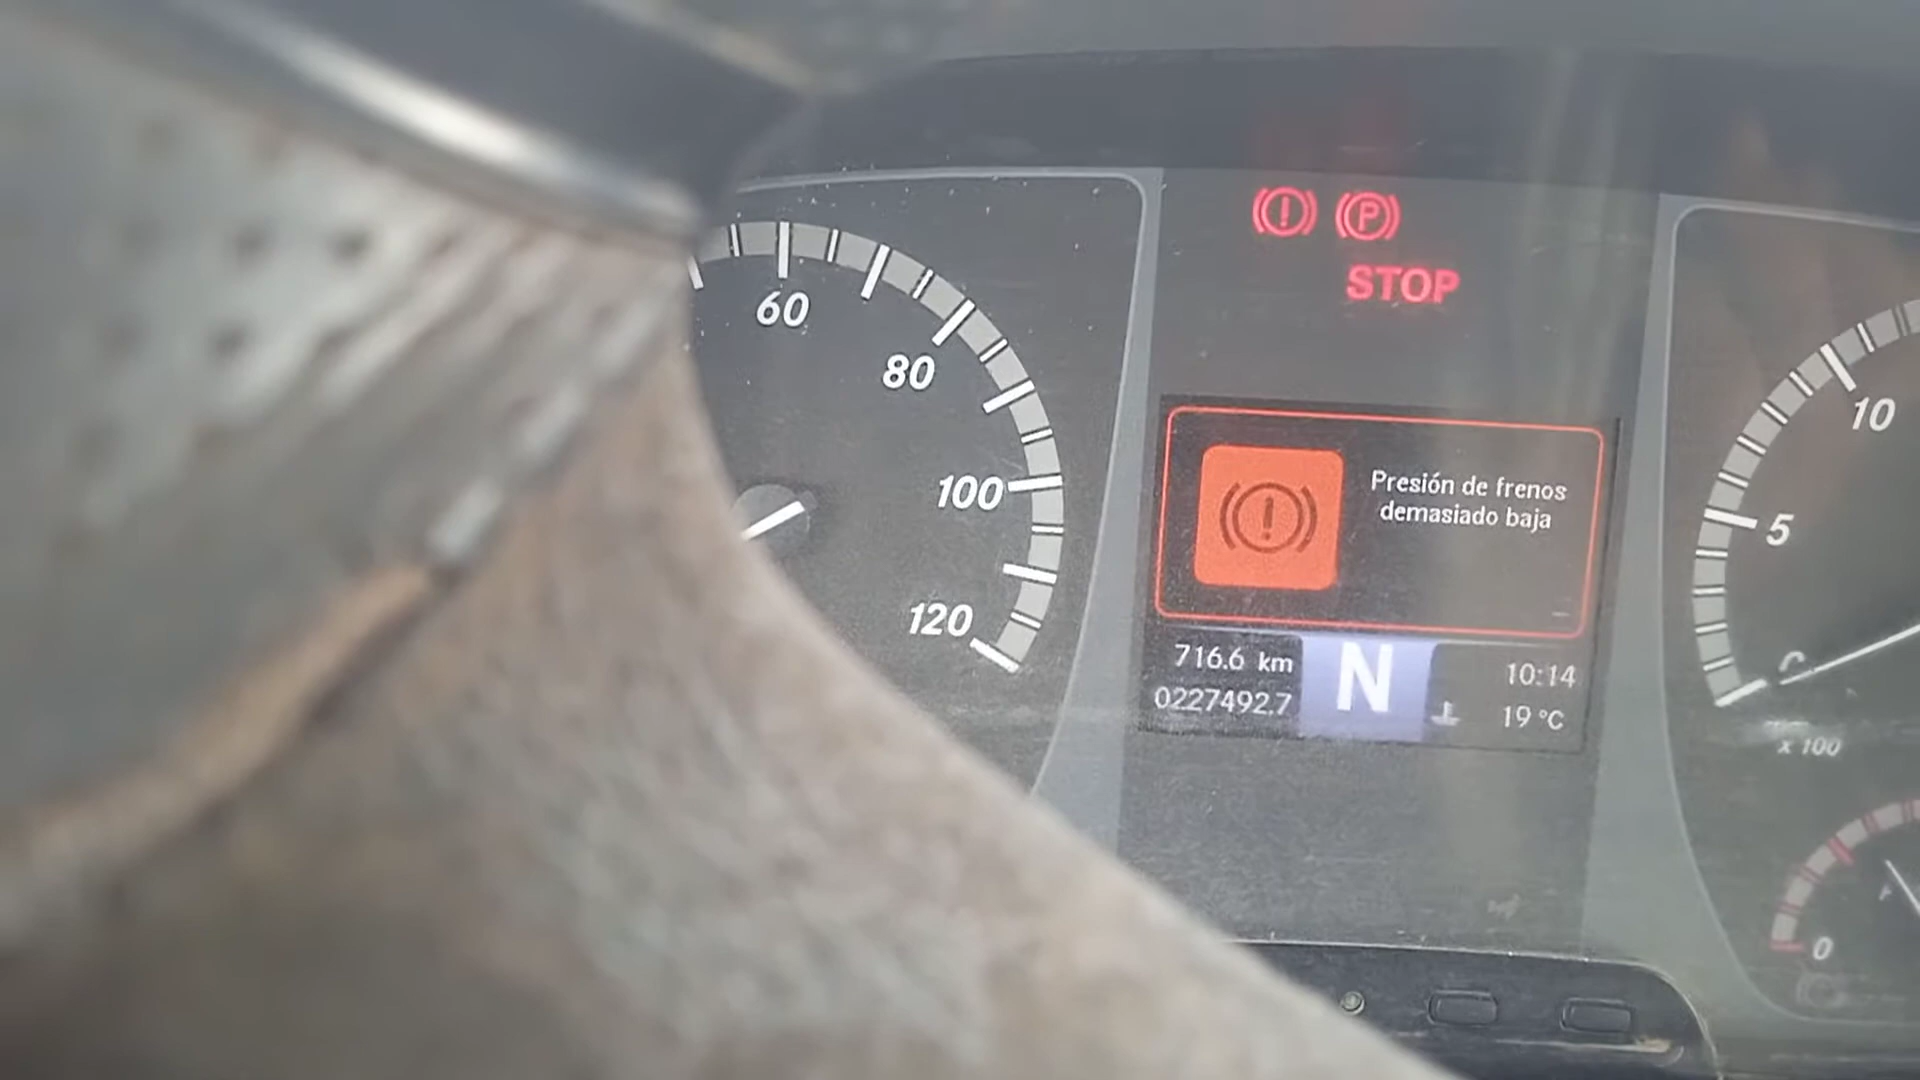 STOP
60
80
100
120
10
5
0
x 100
Presión de frenos
demasiado baja
716.6 km
0227492.7
N
10:14
19 °C
0